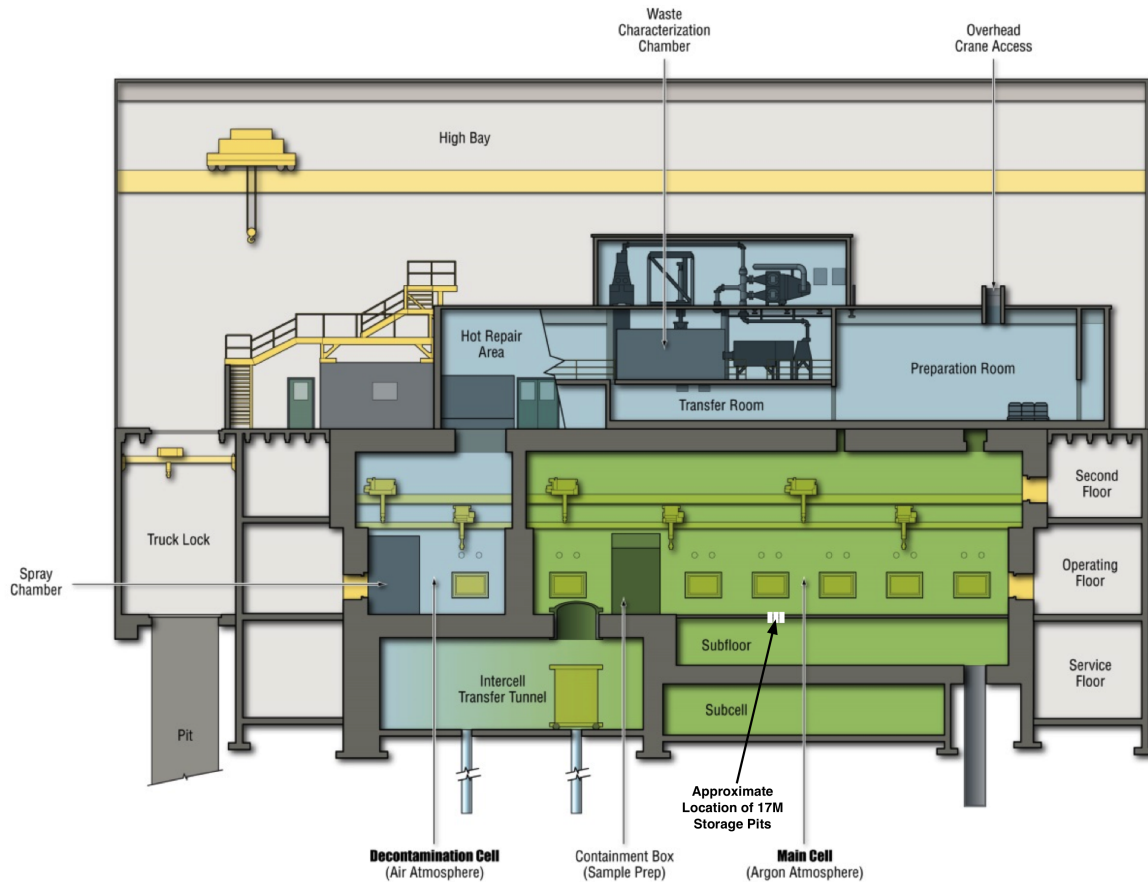 Waste
Characterization
Chamber
Overhead
Crane Access
High Bay
Hot Repair
Area
Preparation Room
Transfer Room
Second
Floor
Truck Lock
Spray
Chamber
Operating
Floor
Subfloor
Intercell
Transfer Tunnel
Service
Floor
Subcell
Pit
Approximate
Location of 17M
Storage Pits
Decontamination Cell
(Air Atmosphere)
Containment Box
(Sample Prep)
Main Cell
(Argon Atmosphere)